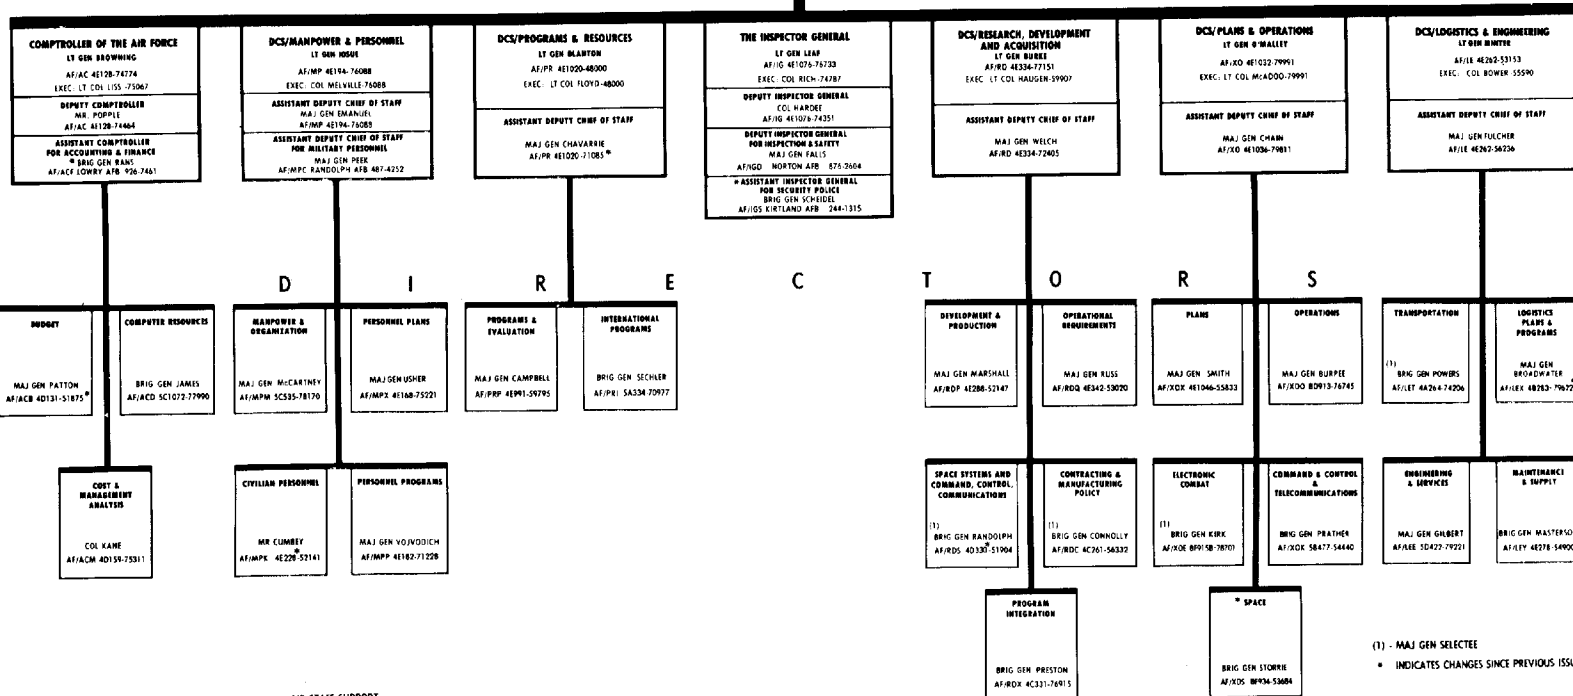 COMPTROLLER OF THE AIR FORCE
LT GEN BROWNING
AF/AC 4E128-74774
EXEC: LT COL LISS -75067
DEPUTY COMPTROLLER
MR. POPPLE
AF/AC 4E128-74464
ASSISTANT COMPTROLLER
FOR ACCOUNTING & FINANCE
* BRIG GEN RANS
AF/ACF LOWRY AFB 926-7461
DCS/MANPOWER & PERSONNEL
LT GEN IOSUE
AF/MP 4E194-76088
EXEC: COL MELVILLE-76088
ASSISTANT DEPUTY CHIEF OF STAFF
MAJ GEN EMANUEL
AF/MP 4E194-76088
ASSISTANT DEPUTY CHIEF OF STAFF
FOR MILITARY PERSONNEL
MAJ GEN PEEK
AF/MPC RANDOLPH AFB 487-4252
DCS/PROGRAMS & RESOURCES
LT GEN BLANTON
AF/PR 4E1020-48000
EXEC: LT COL FLOYD-48000
ASSISTANT DEPUTY CHIEF OF STAFF
MAJ GEN CHAVARRIE
AF/PR 4E1020-71085 *
THE INSPECTOR GENERAL
LT GEN LEAF
AF/IG 4E1076-76733
EXEC: COL RICH-74787
DEPUTY INSPECTOR GENERAL
COL HARDEE
AF/IG 4E1076-74351
DEPUTY INSPECTOR GENERAL
FOR INSPECTION & SAFETY
MAJ GEN FALLS
AF/IGD NORTON AFB 876-2604
* ASSISTANT INSPECTOR GENERAL
FOR SECURITY POLICE
BRIG GEN SCHEIDEL
AF/IGS KIRTLAND AFB 244-1315
DCS/RESEARCH, DEVELOPMENT
AND ACQUISITION
LT GEN BURKE
AF/RD 4E334-77151
EXEC LT COL HAUGEN-59907
ASSISTANT DEPUTY CHIEF OF STAFF
MAJ GEN WELCH
AF/RD 4E334-72405
DCS/PLANS & OPERATIONS
LT GEN O'MALLEY
AF/XO 4E1032-79991
EXEC: LT COL McADOO-79991
ASSISTANT DEPUTY CHIEF OF STAFF
MAJ GEN CHAIN
AF/XO 4E1036-79811
DCS/LOGISTICS & ENGINEERING
LT GEN MINTER
AF/LE 4E262-53153
EXEC: COL BOWER-55590
ASSISTANT DEPUTY CHIEF OF STAFF
MAJ GEN FULCHER
AF/LE 4E262-56236
D I R E C T O R S
BUDGET
MAJ GEN PATTON
AF/ACB 4D131-51875 *
COMPUTER RESOURCES
BRIG GEN JAMES
AF/ACD 5C1072-77990
MANPOWER &
ORGANIZATION
MAJ GEN McCARTNEY
AF/MPM 5C535-78170
PERSONNEL PLANS
MAJ GEN USHER
AF/MPX 4E168-75221
PROGRAMS &
EVALUATION
MAJ GEN CAMPBELL
AF/PRP 4E991-59795
INTERNATIONAL
PROGRAMS
BRIG GEN SECHLER
AF/PRI 5A334-70977
DEVELOPMENT &
PRODUCTION
MAJ GEN MARSHALL
AF/RDP 4E288-52147
OPERATIONAL
REQUIREMENTS
MAJ GEN RUSS
AF/RDQ 4E342-53020
PLANS
MAJ GEN SMITH
AF/XOX 4E1046-55833
OPERATIONS
MAJ GEN BURPEE
AF/XOO BD913-76745
TRANSPORTATION
(1)
BRIG GEN POWERS
AF/LET 4A264-74206
LOGISTICS
PLANS &
PROGRAMS
MAJ GEN
BROADWATER
AF/LEX 4B283-79622
COST &
MANAGEMENT
ANALYSIS
COL KANE
AF/ACM 4D159-75311
CIVILIAN PERSONNEL
MR CUMBEY
AF/MPK 4E228-52141 *
PERSONNEL PROGRAMS
MAJ GEN VOJVODICH
AF/MPP 4E182-71228
SPACE SYSTEMS AND
COMMAND, CONTROL,
COMMUNICATIONS
(1)
BRIG GEN RANDOLPH
AF/RDS 4D330-51904 *
CONTRACTING &
MANUFACTURING
POLICY
(1)
BRIG GEN CONNOLLY
AF/RDC 4C261-56332
ELECTRONIC
COMBAT
(1)
BRIG GEN KIRK
AF/XOE BF915B-78701
COMMAND & CONTROL
&
TELECOMMUNICATIONS
BRIG GEN PRATHER
AF/XOK 5B477-54440
ENGINEERING
& SERVICES
MAJ GEN GILBERT
AF/LEE 5D422-79221
MAINTENANCE
& SUPPLY
BRIG GEN MASTERSO
AF/LEY 4E278-54900
PROGRAM
INTEGRATION
BRIG GEN PRESTON
AF/RDX 4C331-76915
* SPACE
BRIG GEN STORRIE
AF/XOS BF934-53684
(1) - MAJ GEN SELECTEE
* INDICATES CHANGES SINCE PREVIOUS ISSU